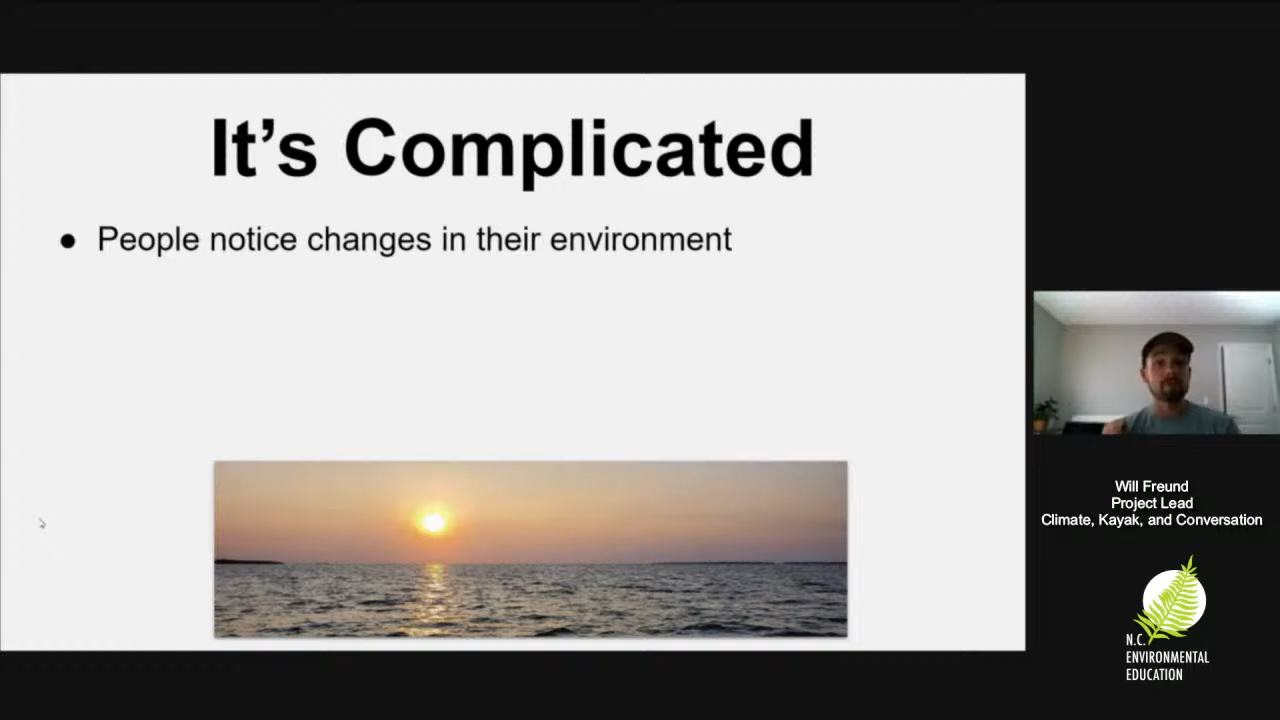 It’s Complicated
● People notice changes in their environment
Will Freund
Project Lead
Climate, Kayak, and Conversation
N.C.
ENVIRONMENTAL
EDUCATION